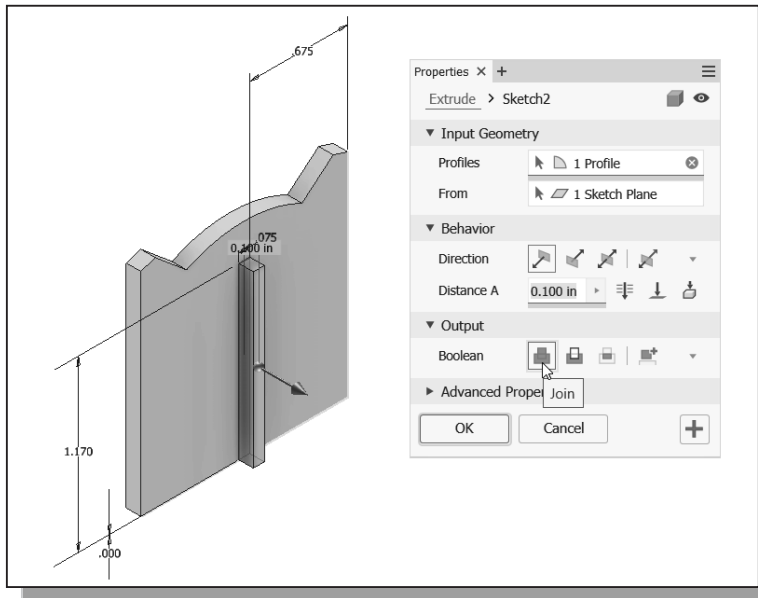 .675
.075
0.100 in
1.170
.000
Properties × +
Extrude > Sketch2
Input Geometry
Profiles 1 Profile
From 1 Sketch Plane
Behavior
Direction
Distance A 0.100 in
Output
Boolean
Advanced Prope
Join
OK Cancel +